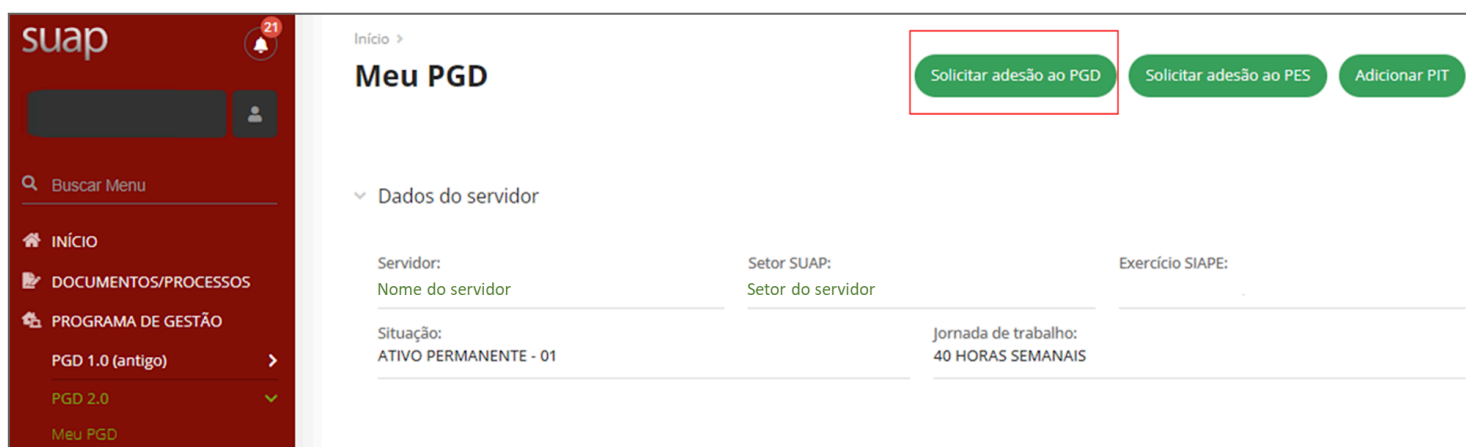 suap
21
Buscar Menu
INÍCIO
DOCUMENTOS/PROCESSOS
PROGRAMA DE GESTÃO
PGD 1.0 (antigo)
PGD 2.0
Meu PGD
Início >
Meu PGD
Solicitar adesão ao PGD
Solicitar adesão ao PES
Adicionar PIT
Dados do servidor
Servidor:
Nome do servidor
Setor SUAP:
Setor do servidor
Exercício SIAPE:
Situação:
ATIVO PERMANENTE - 01
Jornada de trabalho:
40 HORAS SEMANAIS